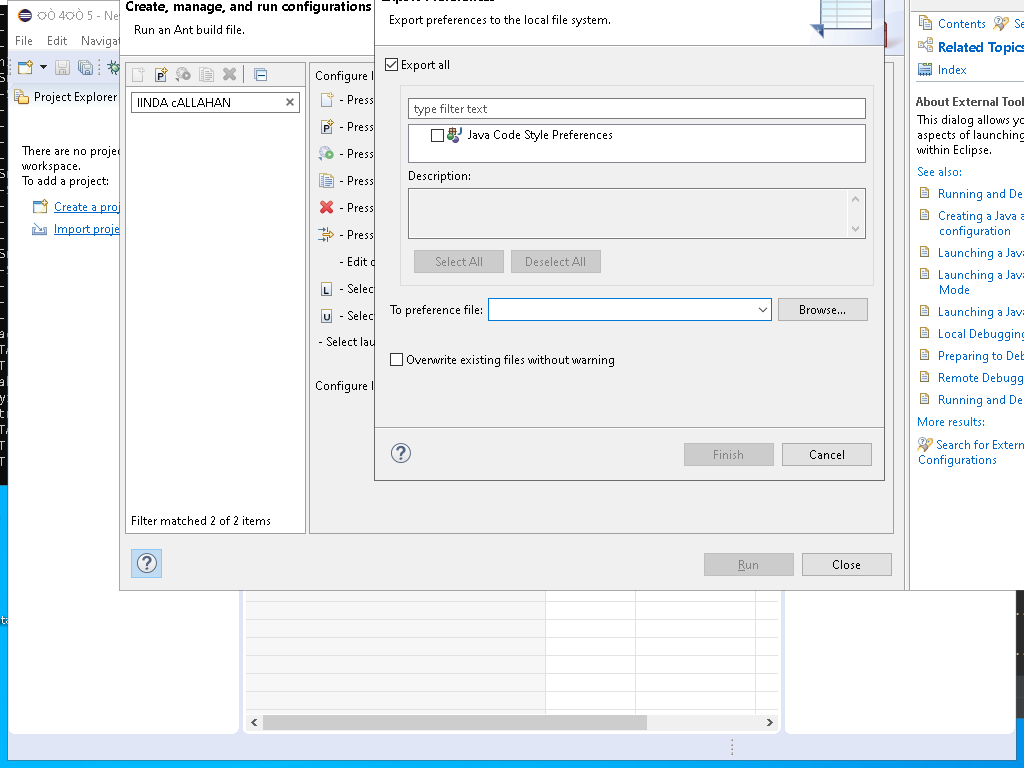 File Edit Navigat
Project Explorer
There are no proje
workspace.
To add a project:
Create a proj
Import proje
Create, manage, and run configurations
Run an Ant build file.
IINDA cALLAHAN
Filter matched 2 of 2 items
Configure l
- Press
- Press
- Press
- Press
- Press
- Press
- Edit c
- Selec
- Selec
- Select lau
Configure l
Run
Close
Export preferences to the local file system.
Export all
type filter text
Java Code Style Preferences
Description:
Select All
Deselect All
To preference file:
Browse...
Overwrite existing files without warning
Finish
Cancel
Contents
Se
Related Topics
Index
About External Tool
This dialog allows yo
aspects of launching
within Eclipse.
See also:
Running and De
Creating a Java a
configuration
Launching a Java
Launching a Java
Mode
Launching a Java
Local Debugging
Preparing to Deb
Remote Debugg
Running and De
More results:
Search for Extern
Configurations